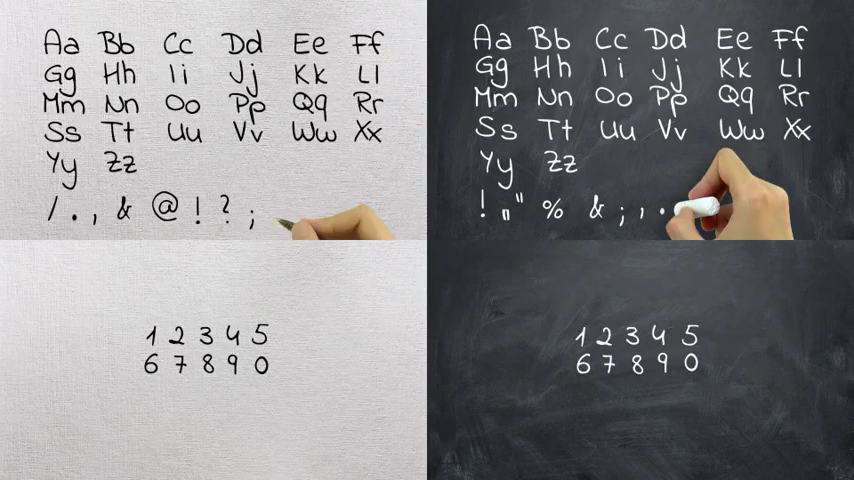 Aa Bb Cc Dd Ee Ff
Gg Hh Ii Jj Kk Ll
Mm Nn Oo Pp Qq Rr
Ss Tt Uu Vv Ww Xx
Yy Zz
/ . , & @ ! ? ;
Aa Bb Cc Dd Ee Ff
Gg Hh Ii Jj Kk Ll
Mm Nn Oo Pp Qq Rr
Ss Tt Uu Vv Ww Xx
Yy Zz
! „ " % & ; , .
1 2 3 4 5
6 7 8 9 0
1 2 3 4 5
6 7 8 9 0